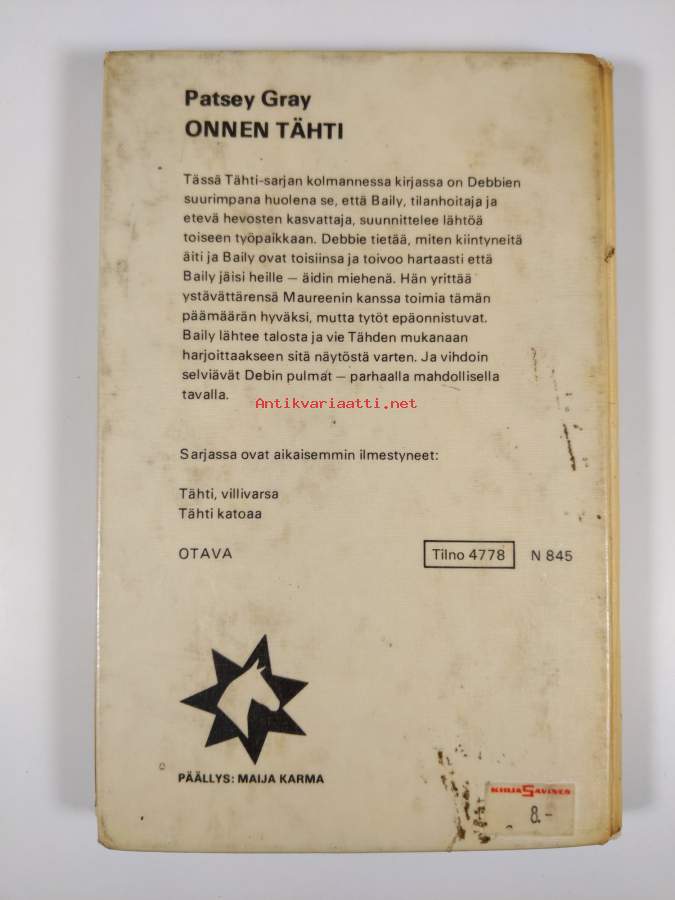 Patsey Gray
ONNEN TÄHTI
Tässä Tähti-sarjan kolmannessa kirjassa on Debbien
suurimpana huolena se, että Baily, tilanhoitaja ja
etevä hevosten kasvattaja, suunnittelee lähtöä
toiseen työpaikkaan. Debbie tietää, miten kiintyneitä
äiti ja Baily ovat toisiinsa ja toivoo hartaasti että
Baily jäisi heille – äidin miehenä. Hän yrittää
ystävättärensä Maureenin kanssa toimia tämän
päämäärän hyväksi, mutta tytöt epäonnistuvat.
Baily lähtee talosta ja vie Tähden mukanaan
harjoittaakseen sitä näytöstä varten. Ja vihdoin
selviävät Debin pulmat – parhaalla mahdollisella
tavalla.
Antikvariaatti.net
Sarjassa ovat aikaisemmin ilmestyneet:
Tähti, villivarsa
Tähti katoaa
OTAVA Tilno 4778 N 845
PÄÄLLYS: MAIJA KARMA
KIRJA SAVINEN
8.-